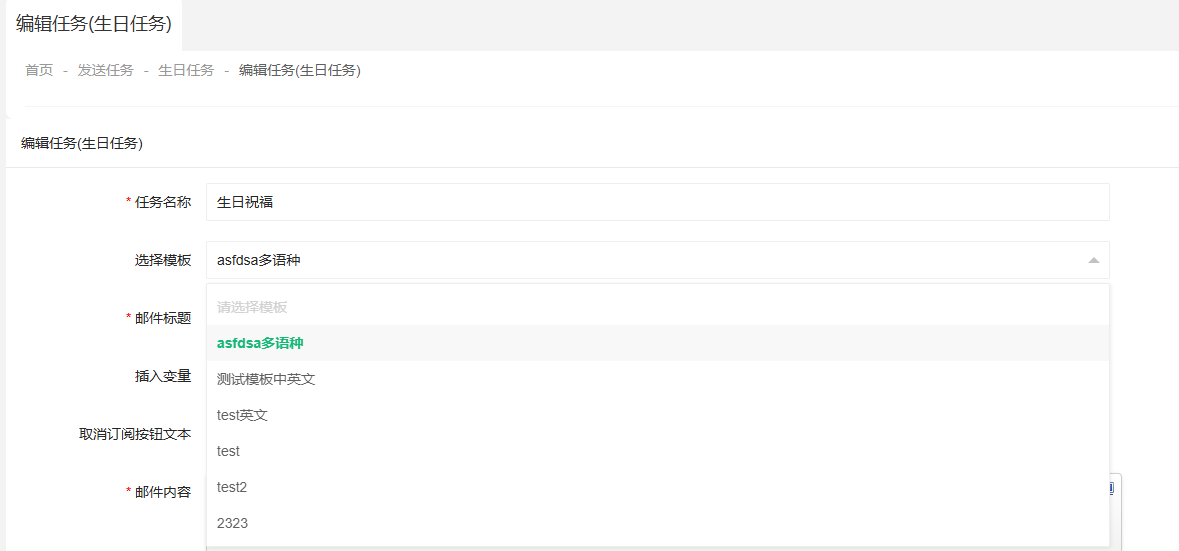 编辑任务(生日任务)
首页 - 发送任务 - 生日任务 - 编辑任务(生日任务)
编辑任务(生日任务)
* 任务名称 生日祝福
选择模板 asfdsa多语种
请选择模板
* 邮件标题
asfdsa多语种
插入变量 测试模板中英文
test英文
取消订阅按钮文本
test
* 邮件内容 test2
2323